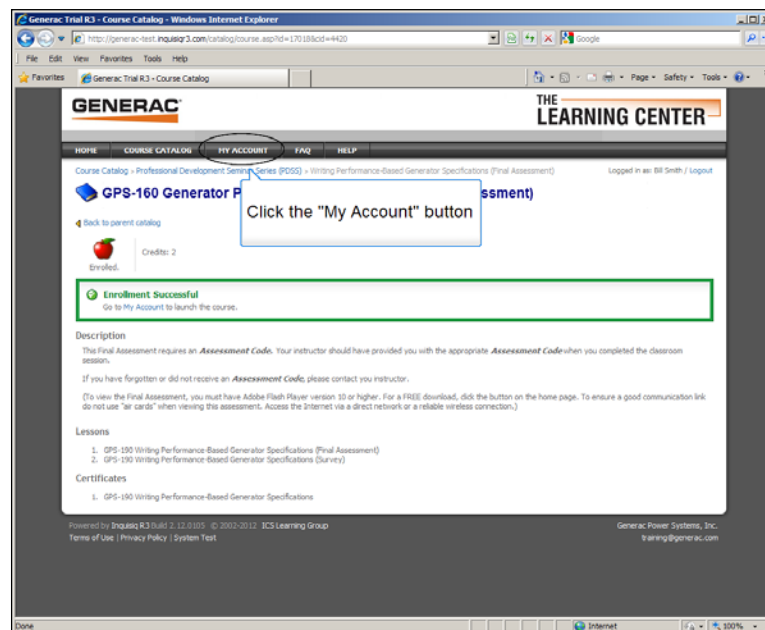 Generac Trial R3 - Course Catalog - Windows Internet Explorer
http://generac-test.inquisiqr3.com/catalog/course.asp?id=17018&cid=4420
Google
File Edit View Favorites Tools Help
Favorites
Generac Trial R3 - Course Catalog
Page Safety Tools
GENERAC
THE
LEARNING CENTER
HOME COURSE CATALOG MY ACCOUNT FAQ HELP
Course Catalog › Professional Development Seminar Series (PDSS) › Writing Performance-Based Generator Specifications (Final Assessment)
Logged in as: Bill Smith / Logout
GPS-160 Generator P
ssment)
Click the "My Account" button
Back to parent catalog
Credits: 2
Enrolled.
Enrollment Successful
Go to My Account to launch the course.
Description
This Final Assessment requires an Assessment Code. Your instructor should have provided you with the appropriate Assessment Code when you completed the classroom
session.
If you have forgotten or did not receive an Assessment Code, please contact you instructor.
(To view the Final Assessment, you must have Adobe Flash Player version 10 or higher. For a FREE download, click the button on the home page. To ensure a good communication link
do not use "air cards" when viewing this assessment. Access the Internet via a direct network or a reliable wireless connection.)
Lessons
1. GPS-190 Writing Performance-Based Generator Specifications (Final Assessment)
2. GPS-190 Writing Performance-Based Generator Specifications (Survey)
Certificates
1. GPS-190 Writing Performance-Based Generator Specifications
Powered by Inquisiq R3 Build 2.12.0105 © 2002-2012 ICS Learning Group
Generac Power Systems, Inc.
Terms of Use | Privacy Policy | System Test
training@generac.com
Done
Internet
100%